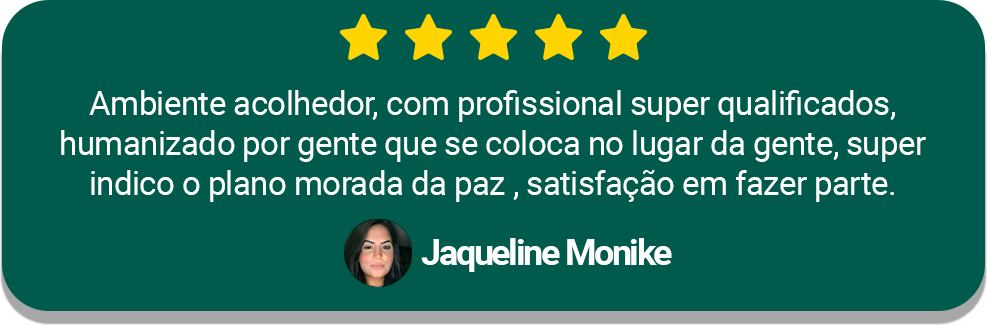 Ambiente acolhedor, com profissional super qualificados,
humanizado por gente que se coloca no lugar da gente, super
indico o plano morada da paz , satisfação em fazer parte.
Jaqueline Monike